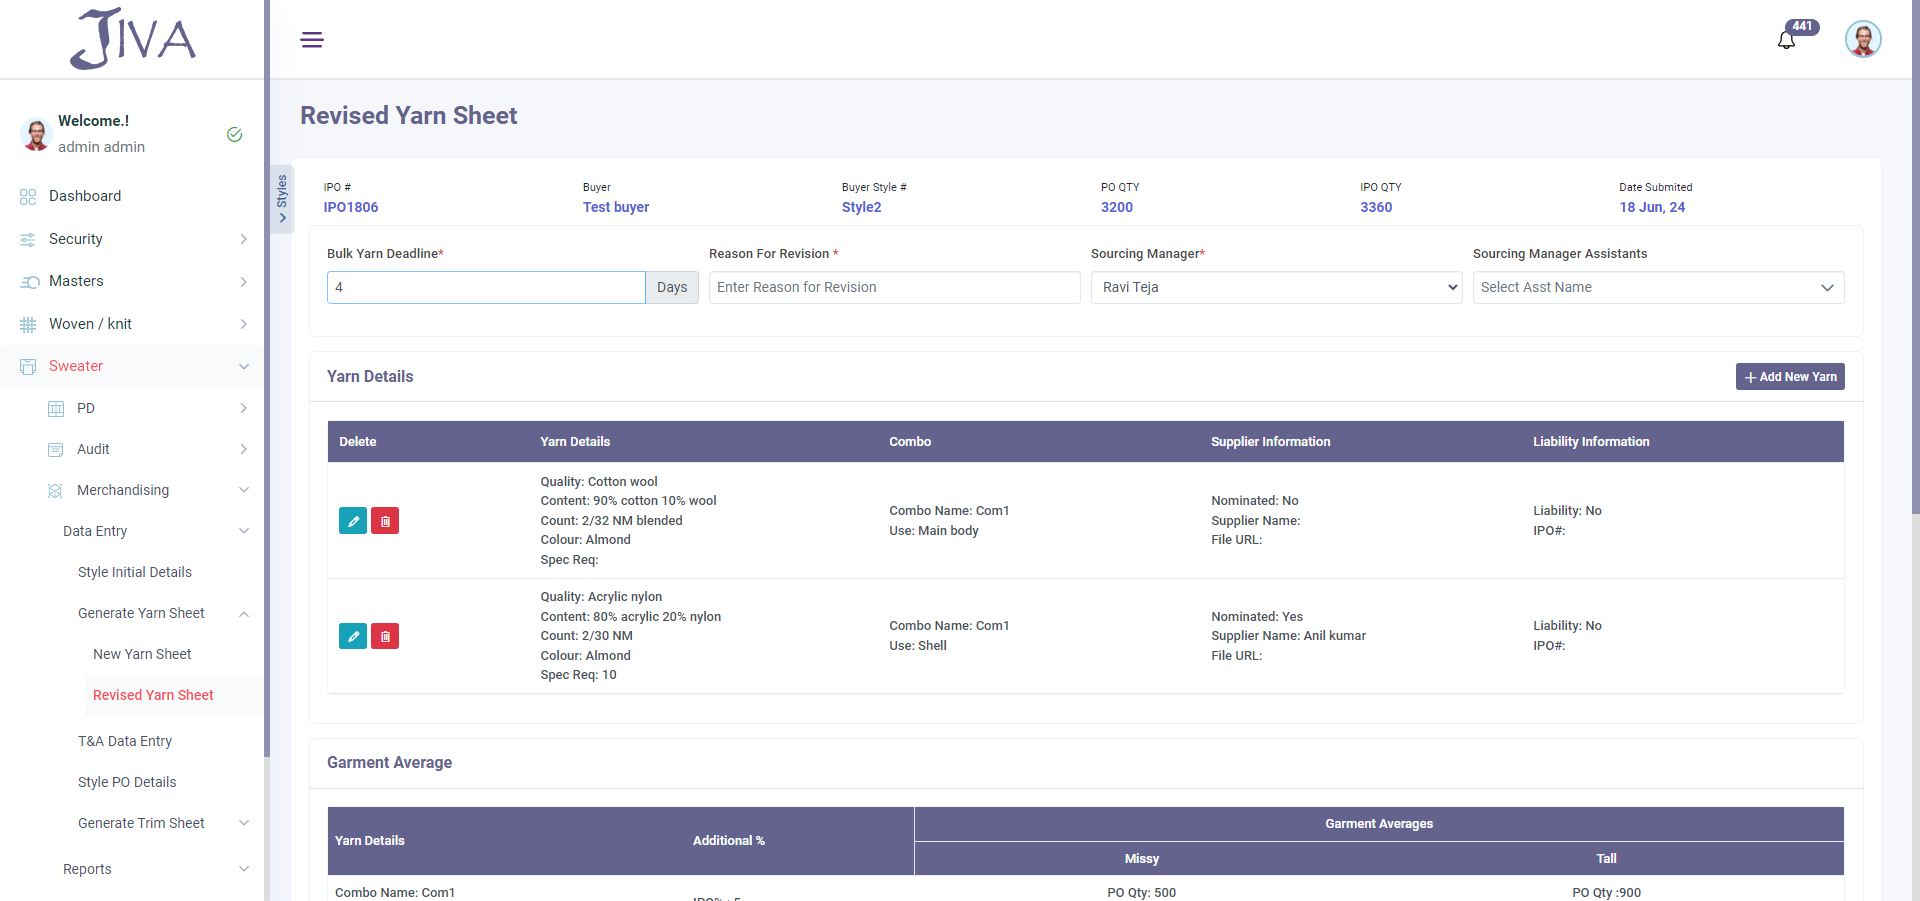 JIVA
441
Welcome.!
admin admin
Dashboard
Security
Masters
Woven / knit
Sweater
PD
Audit
Merchandising
Data Entry
Style Initial Details
Generate Yarn Sheet
New Yarn Sheet
Revised Yarn Sheet
T&A Data Entry
Style PO Details
Generate Trim Sheet
Reports
Styles
Revised Yarn Sheet
IPO # Buyer Buyer Style # PO QTY IPO QTY Date Submited
IPO1806 Test buyer Style2 3200 3360 18 Jun, 24
Bulk Yarn Deadline* Reason For Revision * Sourcing Manager* Sourcing Manager Assistants
4 Days Enter Reason for Revision Ravi Teja Select Asst Name
Yarn Details
Add New Yarn
Delete Yarn Details Combo Supplier Information Liability Information
Quality: Cotton wool
Content: 90% cotton 10% wool
Count: 2/32 NM blended
Colour: Almond
Spec Req:
Combo Name: Com1
Use: Main body
Nominated: No
Supplier Name:
File URL:
Liability: No
IPO#:
Quality: Acrylic nylon
Content: 80% acrylic 20% nylon
Count: 2/30 NM
Colour: Almond
Spec Req: 10
Combo Name: Com1
Use: Shell
Nominated: Yes
Supplier Name: Anil kumar
File URL:
Liability: No
IPO#:
Garment Average
Yarn Details Additional % Garment Averages
Missy Tall
Combo Name: Com1 PO Qty: 500 PO Qty :900